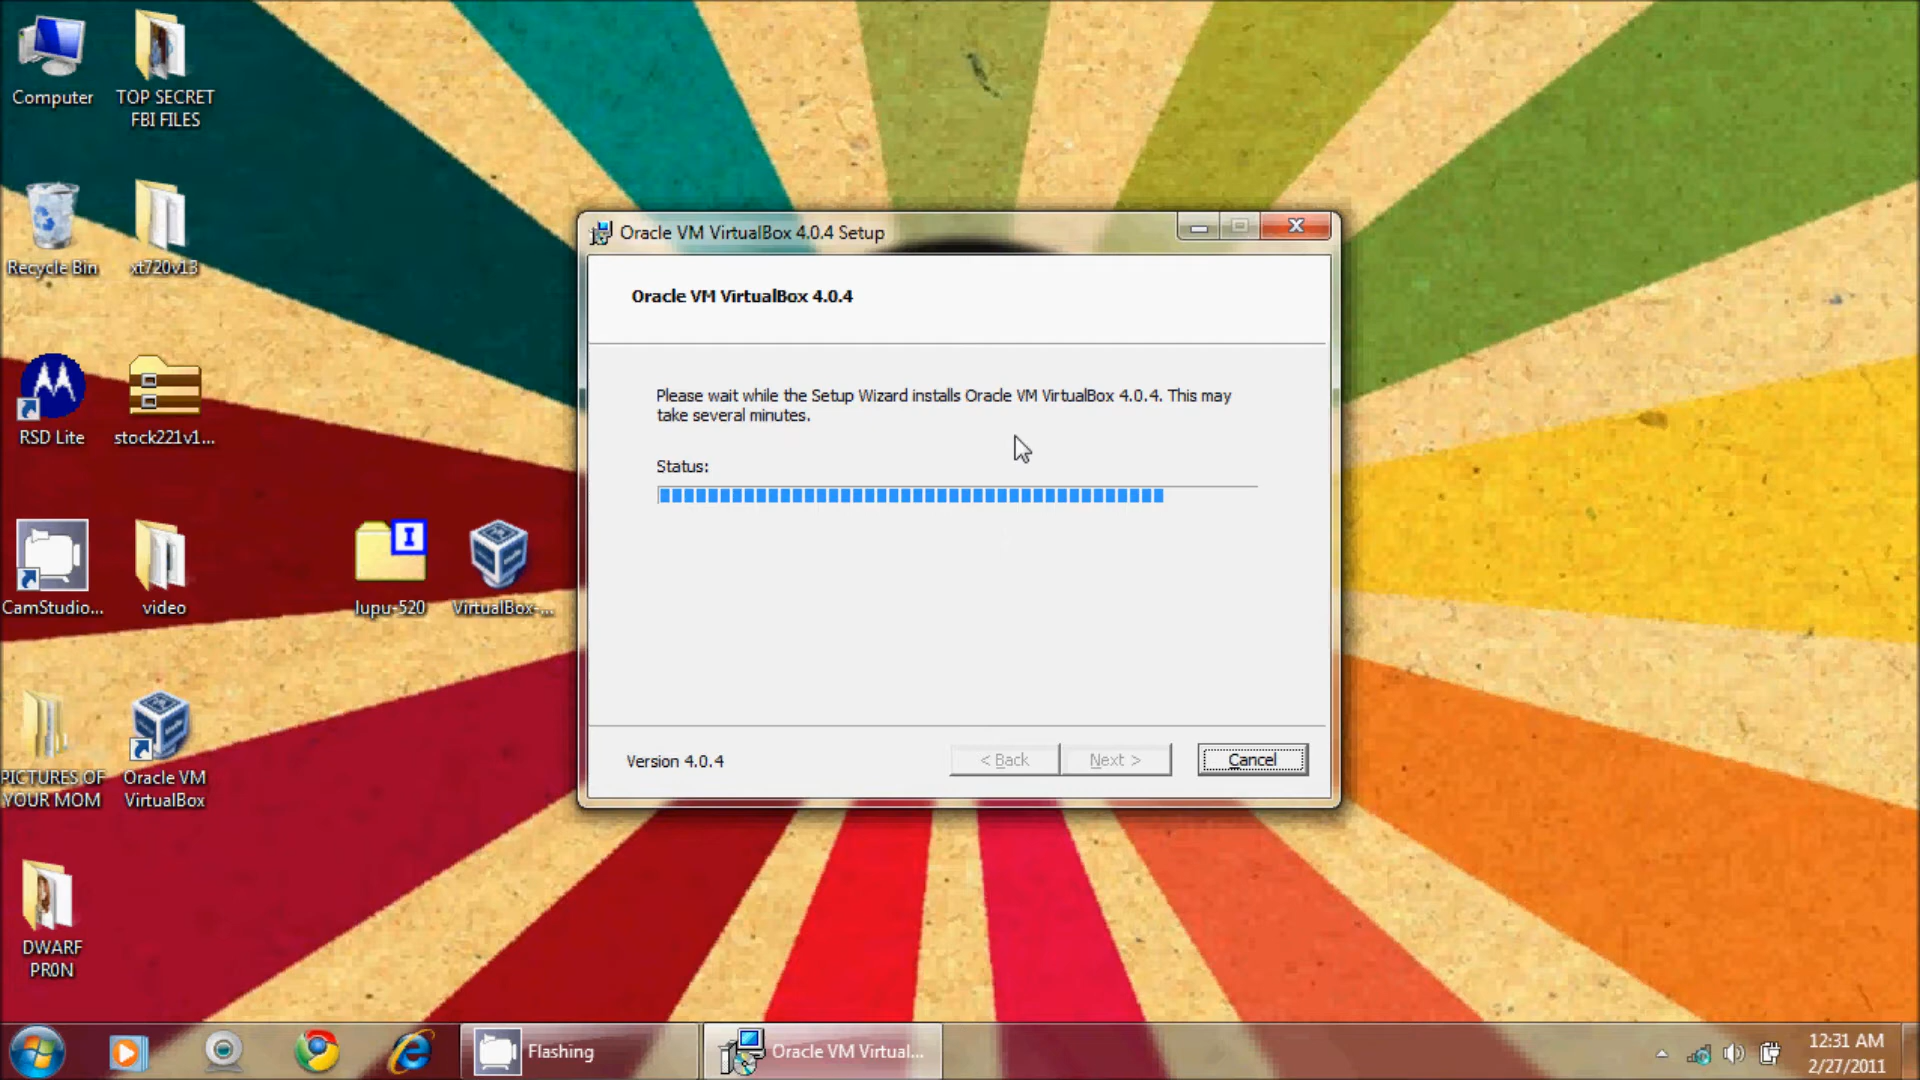 Computer
TOP SECRET
FBI FILES
Recycle Bin
xt720v13
RSD Lite
stock221v1...
CamStudio...
video
lupu-520
VirtualBox-...
PICTURES OF
YOUR MOM
Oracle VM
VirtualBox
DWARF
PR0N
Oracle VM VirtualBox 4.0.4 Setup
Oracle VM VirtualBox 4.0.4
Please wait while the Setup Wizard installs Oracle VM VirtualBox 4.0.4. This may
take several minutes.
Status:
Version 4.0.4
< Back
Next >
Cancel
Flashing
Oracle VM Virtual...
12:31 AM
2/27/2011